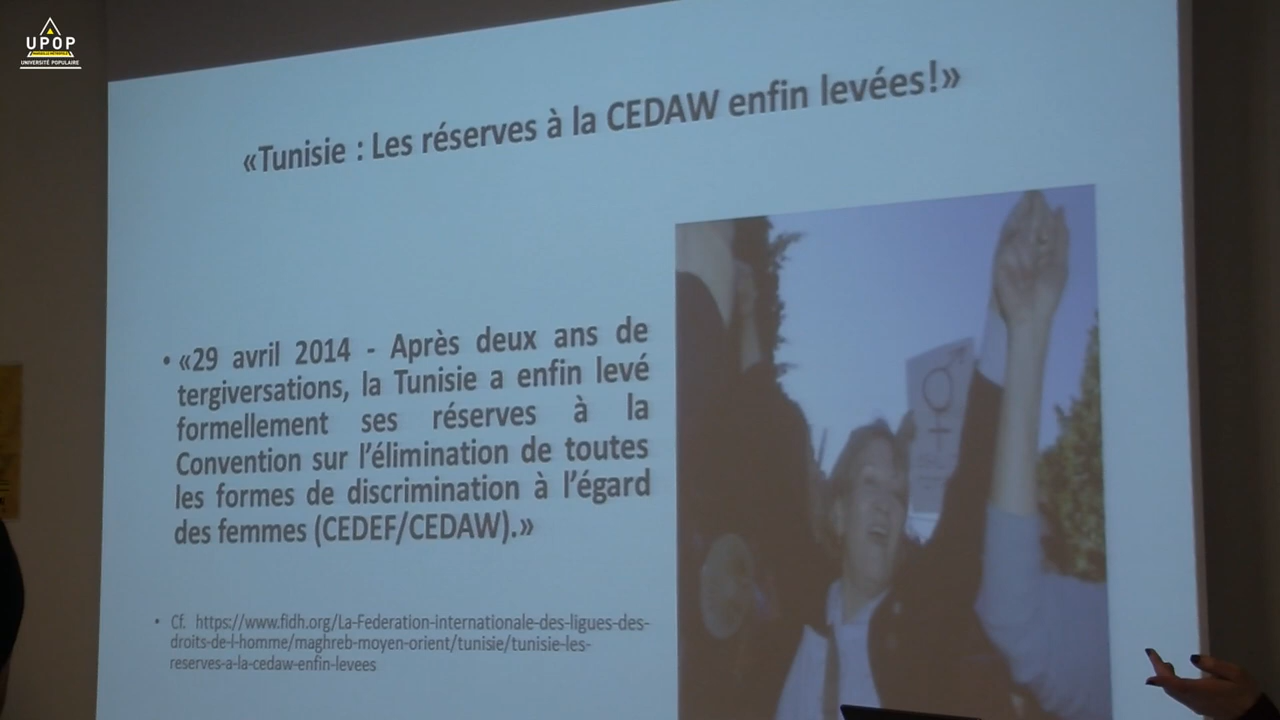 UPOP
UNIVERSITÉ POPULAIRE
«Tunisie : Les réserves à la CEDAW enfin levées!»
• «29 avril 2014 - Après deux ans de
tergiversations, la Tunisie a enfin levé
formellement ses réserves à la
Convention sur l’élimination de toutes
les formes de discrimination à l’égard
des femmes (CEDEF/CEDAW).»
• Cf. https://www.fidh.org/La-Federation-internationale-des-ligues-des-
droits-de-l-homme/maghreb-moyen-orient/tunisie/tunisie-les-
reserves-a-la-cedaw-enfin-levees